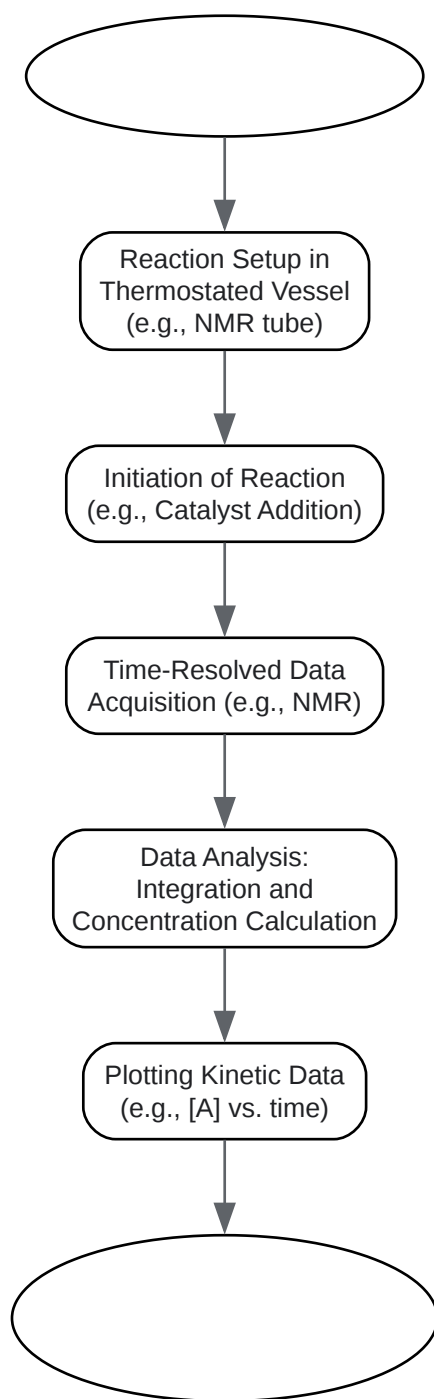 Reaction Setup in
Thermostated Vessel
(e.g., NMR tube)
Initiation of Reaction
(e.g., Catalyst Addition)
Time-Resolved Data
Acquisition (e.g., NMR)
Data Analysis:
Integration and
Concentration Calculation
Plotting Kinetic Data
(e.g., [A] vs. time)